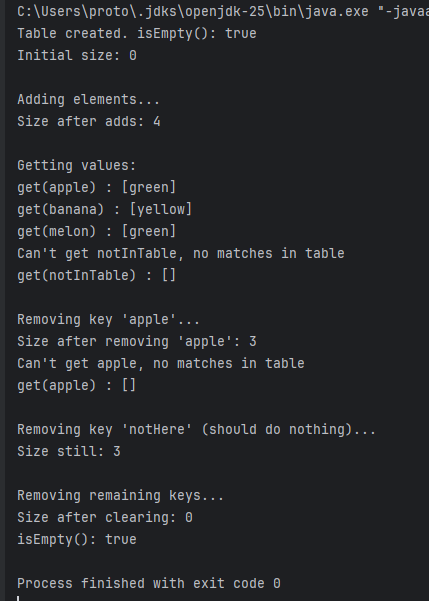 C:\Users\proto\.jdks\openjdk-25\bin\java.exe "-javaa
Table created. isEmpty(): true
Initial size: 0
Adding elements...
Size after adds: 4
Getting values:
get(apple) : [green]
get(banana) : [yellow]
get(melon) : [green]
Can't get notInTable, no matches in table
get(notInTable) : []
Removing key 'apple'...
Size after removing 'apple': 3
Can't get apple, no matches in table
get(apple) : []
Removing key 'notHere' (should do nothing)...
Size still: 3
Removing remaining keys...
Size after clearing: 0
isEmpty(): true
Process finished with exit code 0